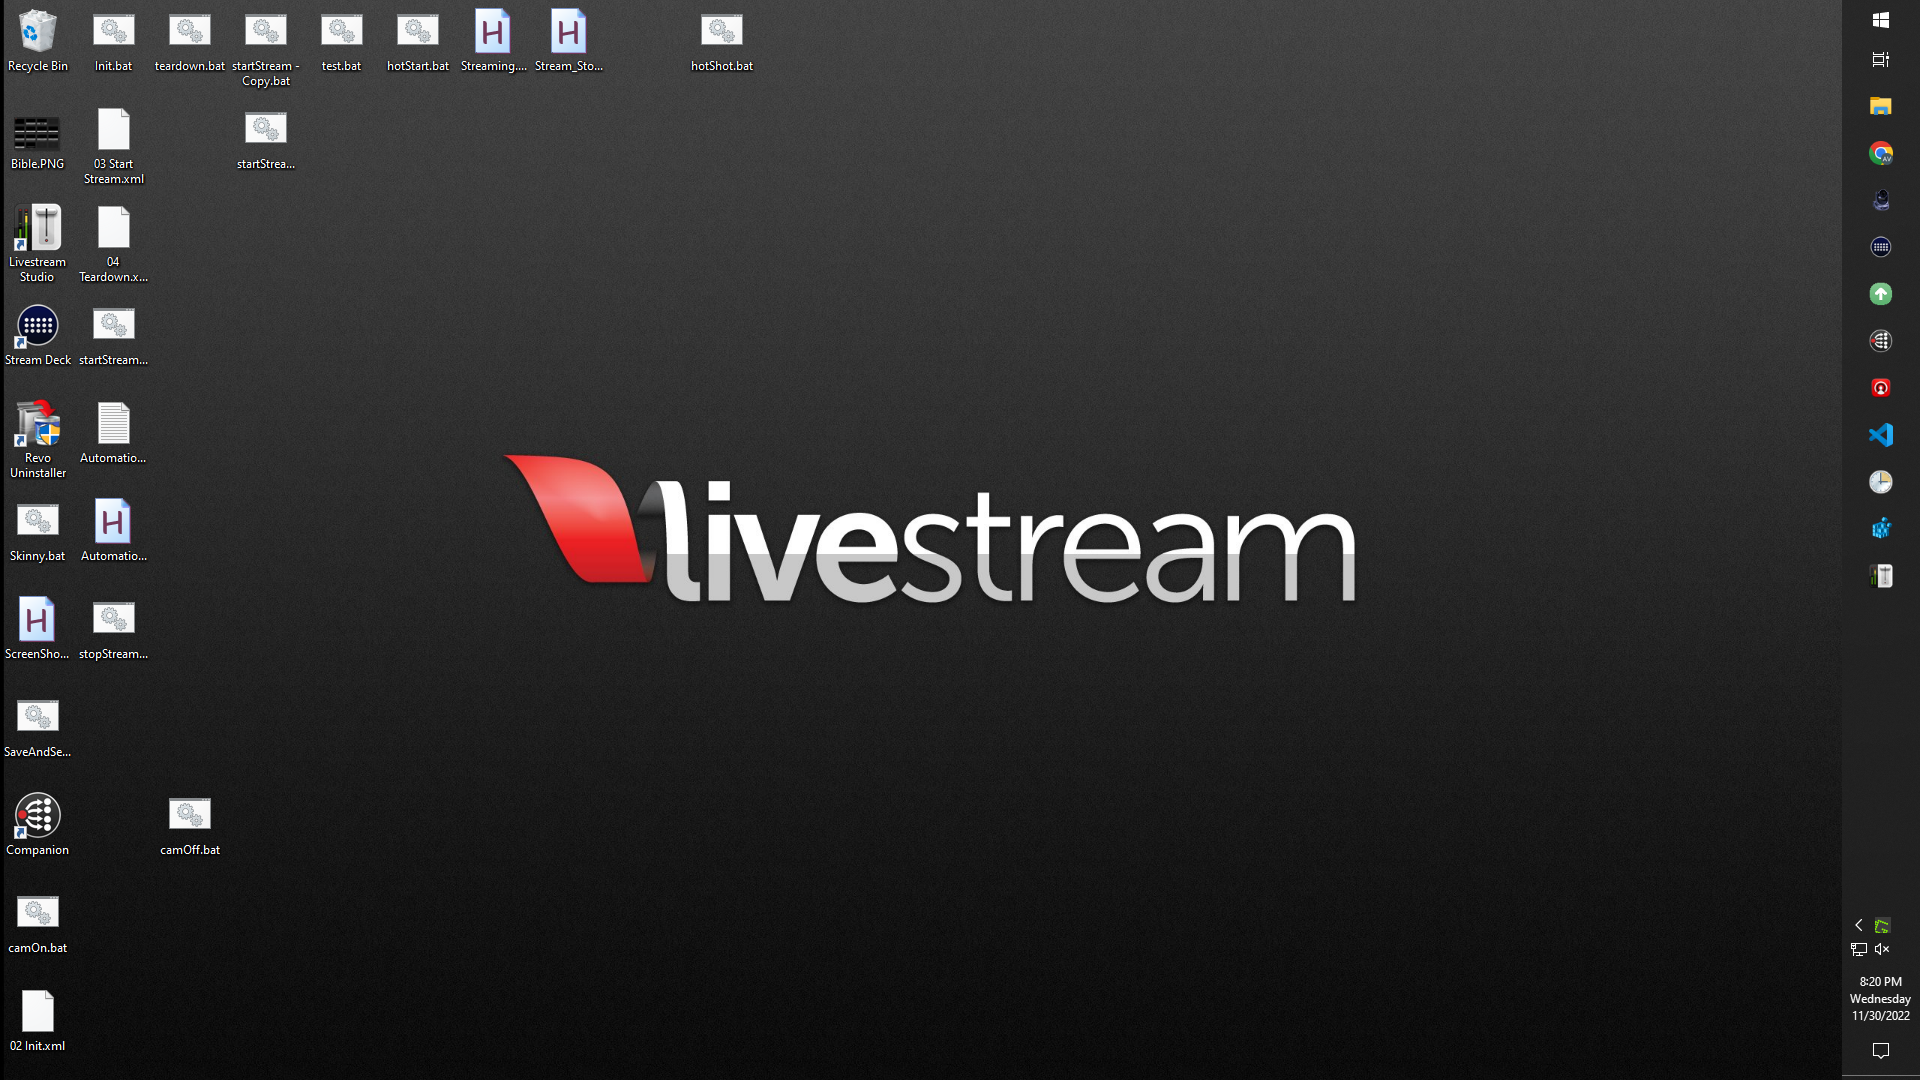 Recycle Bin
Init.bat
teardown.bat
startStream -
Copy.bat
test.bat
hotStart.bat
Streaming....
Stream_Sto...
hotShot.bat
Bible.PNG
03 Start
Stream.xml
startStrea...
Livestream
Studio
04
Teardown.x...
Stream Deck
startStream...
Revo
Uninstaller
Automatio...
Skinny.bat
Automatio...
ScreenSho...
stopStream...
SaveAndSe...
Companion
camOff.bat
camOn.bat
02 Init.xml
livestream
AV
8:20 PM
Wednesday
11/30/2022